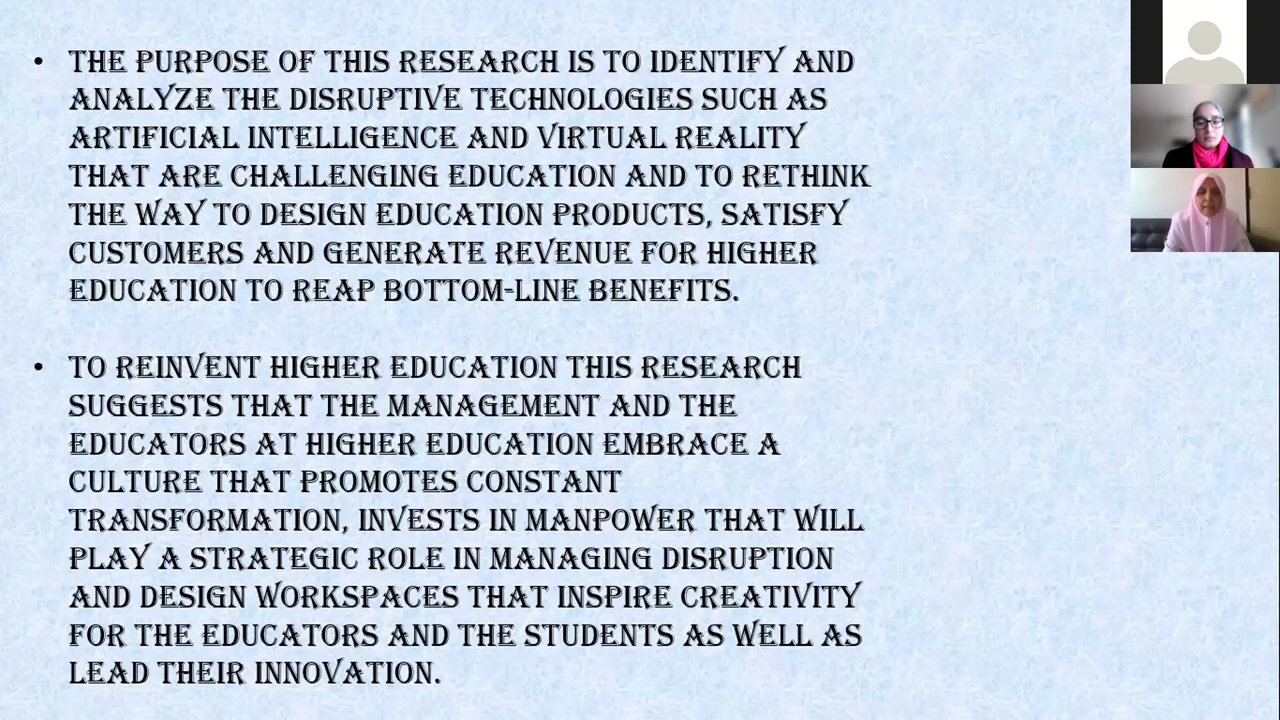 • THE PURPOSE OF THIS RESEARCH IS TO IDENTIFY AND
ANALYZE THE DISRUPTIVE TECHNOLOGIES SUCH AS
ARTIFICIAL INTELLIGENCE AND VIRTUAL REALITY
THAT ARE CHALLENGING EDUCATION AND TO RETHINK
THE WAY TO DESIGN EDUCATION PRODUCTS, SATISFY
CUSTOMERS AND GENERATE REVENUE FOR HIGHER
EDUCATION TO REAP BOTTOM-LINE BENEFITS.
• TO REINVENT HIGHER EDUCATION THIS RESEARCH
SUGGESTS THAT THE MANAGEMENT AND THE
EDUCATORS AT HIGHER EDUCATION EMBRACE A
CULTURE THAT PROMOTES CONSTANT
TRANSFORMATION, INVESTS IN MANPOWER THAT WILL
PLAY A STRATEGIC ROLE IN MANAGING DISRUPTION
AND DESIGN WORKSPACES THAT INSPIRE CREATIVITY
FOR THE EDUCATORS AND THE STUDENTS AS WELL AS
LEAD THEIR INNOVATION.